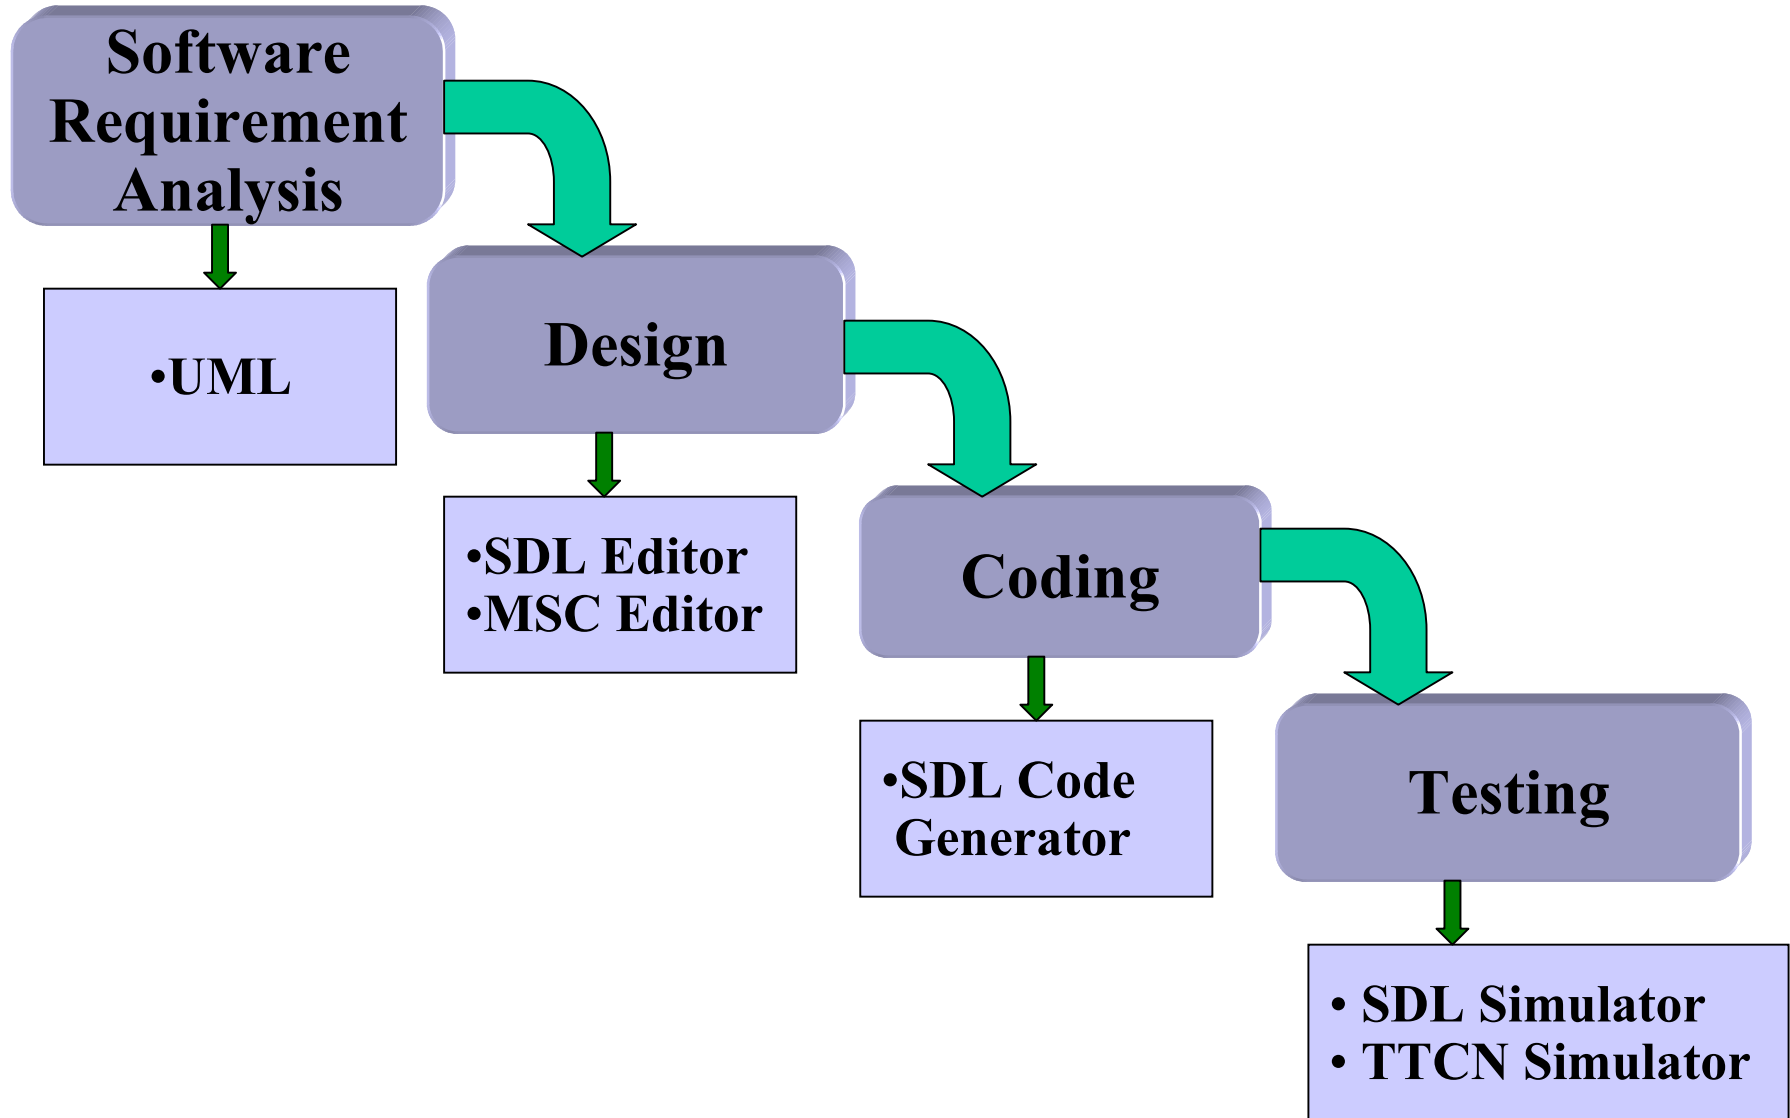 Software
Requirement
Analysis
•UML
Design
•SDL Editor
•MSC Editor
Coding
•SDL Code
Generator
Testing
• SDL Simulator
• TTCN Simulator